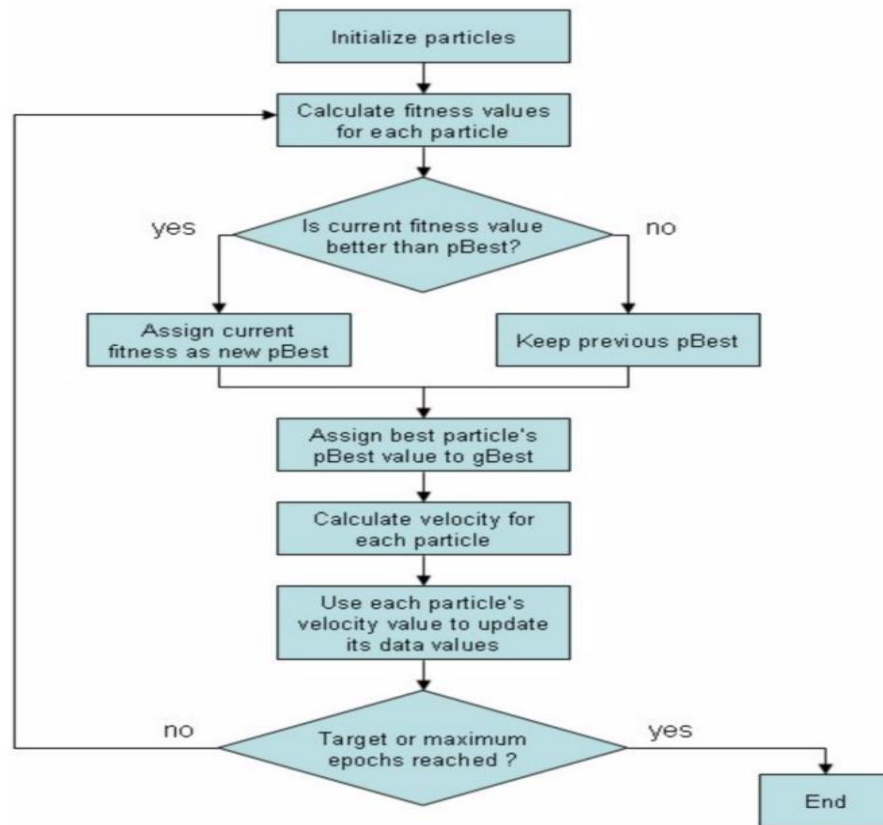 Initialize particles
Calculate fitness values
for each particle
Is current fitness value
better than pBest?
yes
no
Assign current
fitness as new pBest
Keep previous pBest
Assign best particle's
pBest value to gBest
Calculate velocity for
each particle
Use each particle's
velocity value to update
its data values
Target or maximum
epochs reached ?
no
yes
End